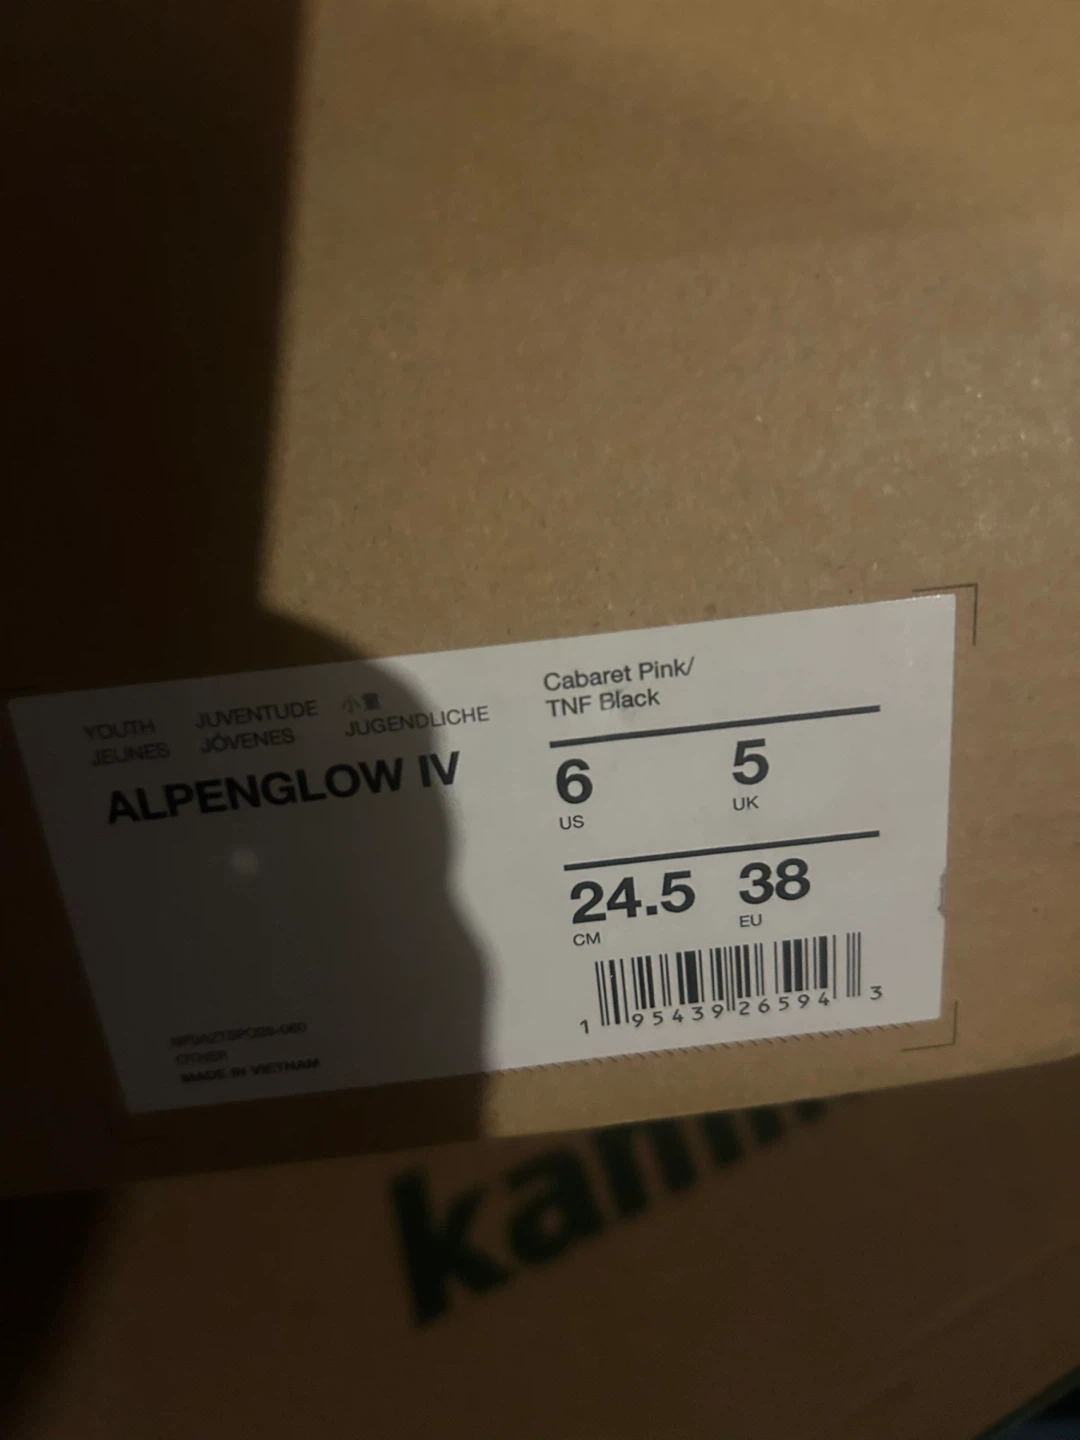 YOUTH JUVENTUDE 小童
JEUNES JÓVENES JUGENDLICHE
ALPENGLOW IV
Cabaret Pink/
TNF Black
6 5
US UK
24.5 38
CM EU
1 95439 26594 3
OTHER
MADE IN VIETNAM